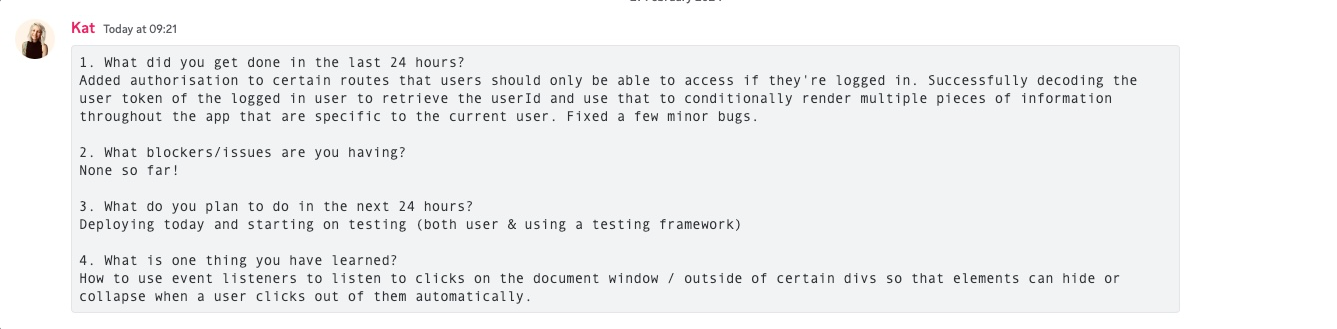 Kat Today at 09:21
1. What did you get done in the last 24 hours?
Added authorisation to certain routes that users should only be able to access if they're logged in. Successfully decoding the
user token of the logged in user to retrieve the userId and use that to conditionally render multiple pieces of information
throughout the app that are specific to the current user. Fixed a few minor bugs.
2. What blockers/issues are you having?
None so far!
3. What do you plan to do in the next 24 hours?
Deploying today and starting on testing (both user & using a testing framework)
4. What is one thing you have learned?
How to use event listeners to listen to clicks on the document window / outside of certain divs so that elements can hide or
collapse when a user clicks out of them automatically.